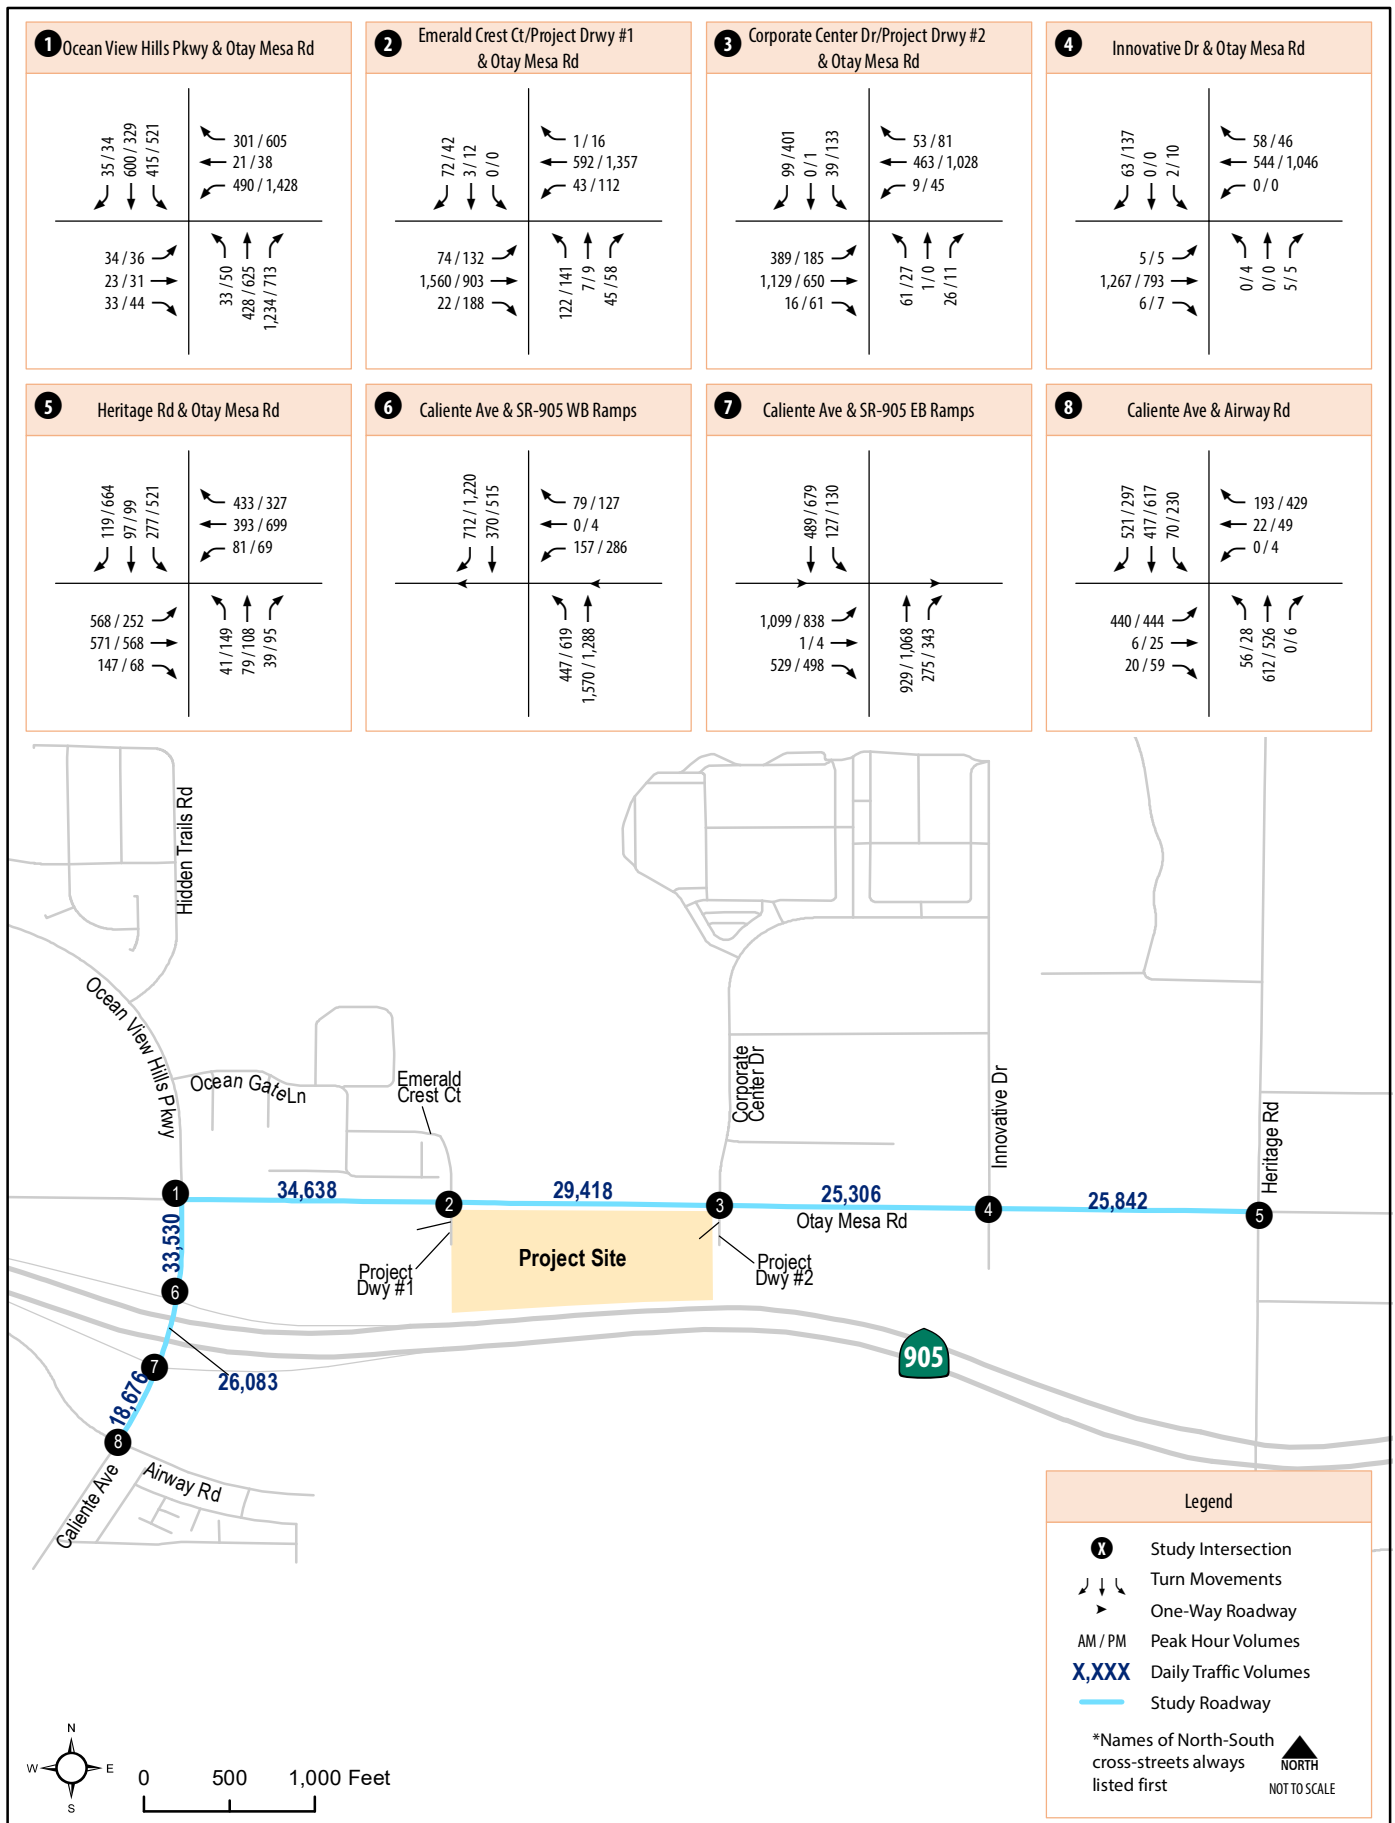 1 Ocean View Hills Pkwy & Otay Mesa Rd
35 / 34
600 / 329
415 / 521
301 / 605
21 / 38
490 / 1,428
34 / 36
23 / 31
33 / 44
33 / 50
428 / 625
1,234 / 713
2 Emerald Crest Ct/Project Drwy #1
& Otay Mesa Rd
72 / 42
3 / 12
0 / 0
1 / 16
592 / 1,357
43 / 112
74 / 132
1,560 / 903
22 / 188
122 / 141
7 / 9
45 / 58
3 Corporate Center Dr/Project Drwy #2
& Otay Mesa Rd
99 / 401
0 / 1
39 / 133
53 / 81
463 / 1,028
9 / 45
389 / 185
1,129 / 650
16 / 61
61 / 27
1 / 0
26 / 11
4 Innovative Dr & Otay Mesa Rd
63 / 137
0 / 0
2 / 10
58 / 46
544 / 1,046
0 / 0
5 / 5
1,267 / 793
6 / 7
0 / 4
0 / 0
5 / 5
5 Heritage Rd & Otay Mesa Rd
119 / 664
97 / 99
277 / 521
433 / 327
393 / 699
81 / 69
568 / 252
571 / 568
147 / 68
41 / 149
79 / 108
39 / 95
6 Caliente Ave & SR-905 WB Ramps
712 / 1,220
370 / 515
79 / 127
0 / 4
157 / 286
447 / 619
1,570 / 1,288
7 Caliente Ave & SR-905 EB Ramps
489 / 679
127 / 130
1,099 / 838
1 / 4
529 / 498
929 / 1,068
275 / 343
8 Caliente Ave & Airway Rd
521 / 297
417 / 617
70 / 230
193 / 429
22 / 49
0 / 4
440 / 444
6 / 25
20 / 59
56 / 28
612 / 526
0 / 6
Hidden Trails Rd
Ocean View Hills Pkwy
Ocean Gate Ln
Emerald
Crest Ct
Corporate
Center Dr
Innovative Dr
Heritage Rd
1
34,638
2
29,418
3
25,306
4
25,842
5
Otay Mesa Rd
33,530
Project Site
Project
Dwy #1
Project
Dwy #2
6
7
26,083
905
18,676
8
Caliente Ave
Airway Rd
Legend
X Study Intersection
Turn Movements
One-Way Roadway
AM / PM Peak Hour Volumes
X,XXX Daily Traffic Volumes
Study Roadway
*Names of North-South
cross-streets always
listed first
NORTH
NOT TO SCALE
N
W E
S
0 500 1,000 Feet